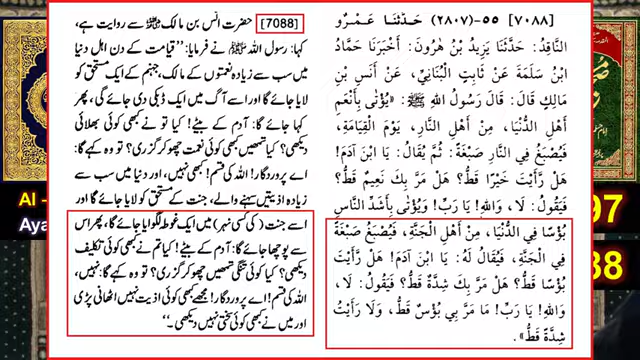 [٧٠٨٨] ٥٥-(٢٨٠٧) حَدَّثَنَا عَمْرُو
النَّاقِدُ: حَدَّثَنَا يَزِيدُ بْنُ هَارُونَ: أَخْبَرَنَا حَمَّادُ
ابْنُ سَلَمَةَ عَنْ ثَابِتٍ الْبُنَانِيِّ، عَنْ أَنَسِ بْنِ
مَالِكٍ قَالَ: قَالَ رَسُولُ اللهِ ﷺ: «يُؤْتَى بِأَنْعَمِ
أَهْلِ الدُّنْيَا، مِنْ أَهْلِ النَّارِ، يَوْمَ الْقِيَامَةِ،
فَيُصْبَغُ فِي النَّارِ صَبْغَةً: ثُمَّ يُقَالُ: يَا ابْنَ آدَمَ!
هَلْ رَأَيْتَ خَيْرًا قَطُّ؟ هَلْ مَرَّ بِكَ نَعِيمٌ قَطُّ؟
فَيَقُولُ: لَا، وَاللهِ! يَا رَبِّ! وَيُؤْتَى بِأَشَدِّ النَّاسِ
بُؤْسًا فِي الدُّنْيَا، مِنْ أَهْلِ الْجَنَّةِ، فَيُصْبَغُ صَبْغَةً
فِي الْجَنَّةِ، فَيُقَالُ لَهُ: يَا ابْنَ آدَمَ! هَلْ رَأَيْتَ
بُؤْسًا قَطُّ؟ هَلْ مَرَّ بِكَ شِدَّةٌ قَطُّ؟ فَيَقُولُ: لَا،
وَاللهِ! يَا رَبِّ! مَا مَرَّ بِي بُؤْسٌ قَطُّ، وَلَا رَأَيْتُ
شِدَّةً قَطُّ».
[7088] حضرت انس بن مالک ؓ سے روایت ہے،
کہا: رسول اللہ ﷺ نے فرمایا: ”قیامت کے دن اہل دنیا
میں سب سے زیادہ نعمتوں کے مالک، جہنم کے ایک مستحق کو
لایا جائے گا اور اسے آگ میں ایک ڈبکی دی جائے گی، پھر
کہا جائے گا: آدم کے بیٹے! کیا تو نے کبھی کوئی بھلائی
دیکھی؟ کیا تمہیں کبھی کوئی نعمت چھو کر گزری؟ تو وہ کہے گا:
اے پروردگار! اللہ کی قسم! کبھی نہیں، اور دنیا میں سب سے
زیادہ اذیتیں سہنے والے، جنت کے مستحق کو لایا جائے گا اور
اسے جنت (کی کسی نہر) میں ایک غوطہ لگوایا جائے گا، پھر اس
سے پوچھا جائے گا: آدم کے بیٹے! کیا تم نے کبھی کوئی تکلیف
دیکھی؟ کیا کوئی تنگی تمھیں چھو کر گزری؟ تو وہ کہے گا: نہیں،
اللہ کی قسم! اے پروردگار! مجھے کبھی کوئی اذیت نہیں اٹھانی پڑی
اور میں نے کبھی کوئی سختی نہیں دیکھی۔“
Al -
Aya
97
88